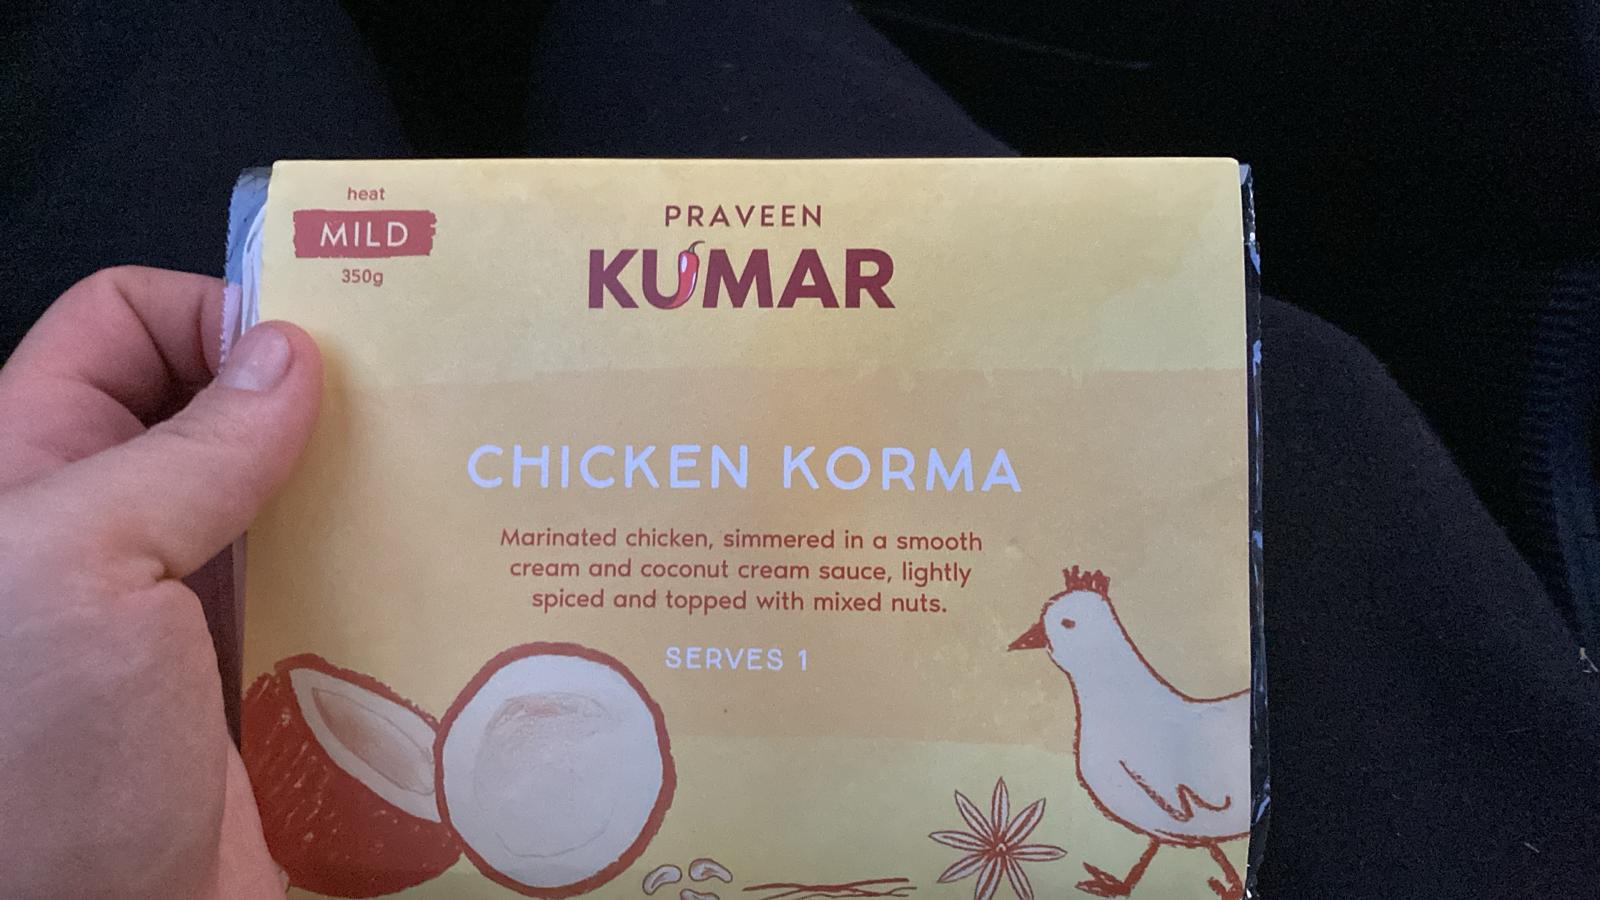 heat
MILD
350g
PRAVEEN
KUMAR
CHICKEN KORMA
Marinated chicken, simmered in a smooth
cream and coconut cream sauce, lightly
spiced and topped with mixed nuts.
SERVES 1